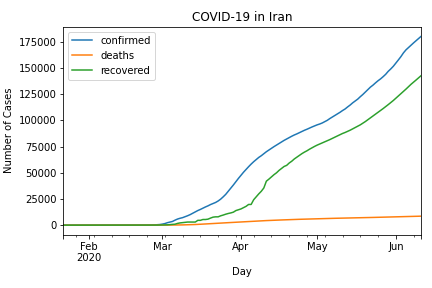 COVID-19 in Iran
confirmed
deaths
recovered
Number of Cases
175000
150000
125000
100000
75000
50000
25000
0
Feb
2020
Mar
Apr
May
Jun
Day